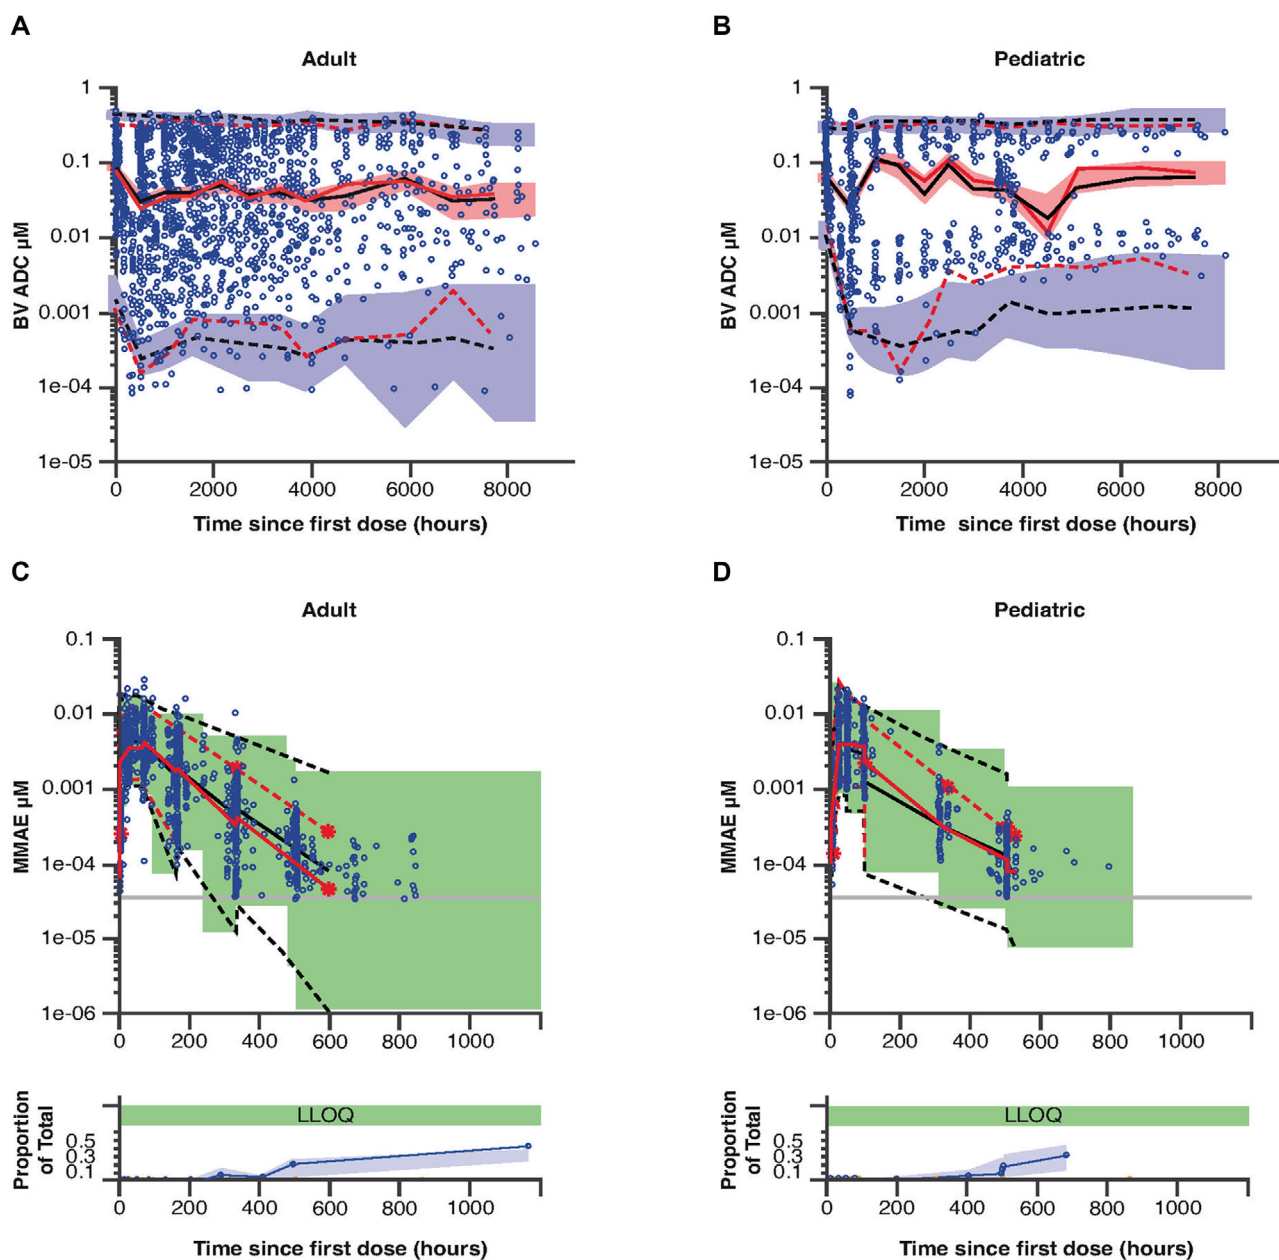 A
Adult
1
0.1
0.01
0.001
1e-04
1e-05
BV ADC μM
0 2000 4000 6000 8000
Time since first dose (hours)
B
Pediatric
1
0.1
0.01
0.001
1e-04
1e-05
BV ADC μM
0 2000 4000 6000 8000
Time since first dose (hours)
C
Adult
0.1
0.01
0.001
1e-04
1e-05
1e-06
MMAE μM
0 200 400 600 800 1000
LLOQ
Proportion
of Total
0.5
0.3
0.1
0 200 400 600 800 1000
Time since first dose (hours)
D
Pediatric
0.1
0.01
0.001
1e-04
1e-05
1e-06
MMAE μM
0 200 400 600 800 1000
LLOQ
Proportion
of Total
0.5
0.3
0.1
0 200 400 600 800 1000
Time since first dose (hours)